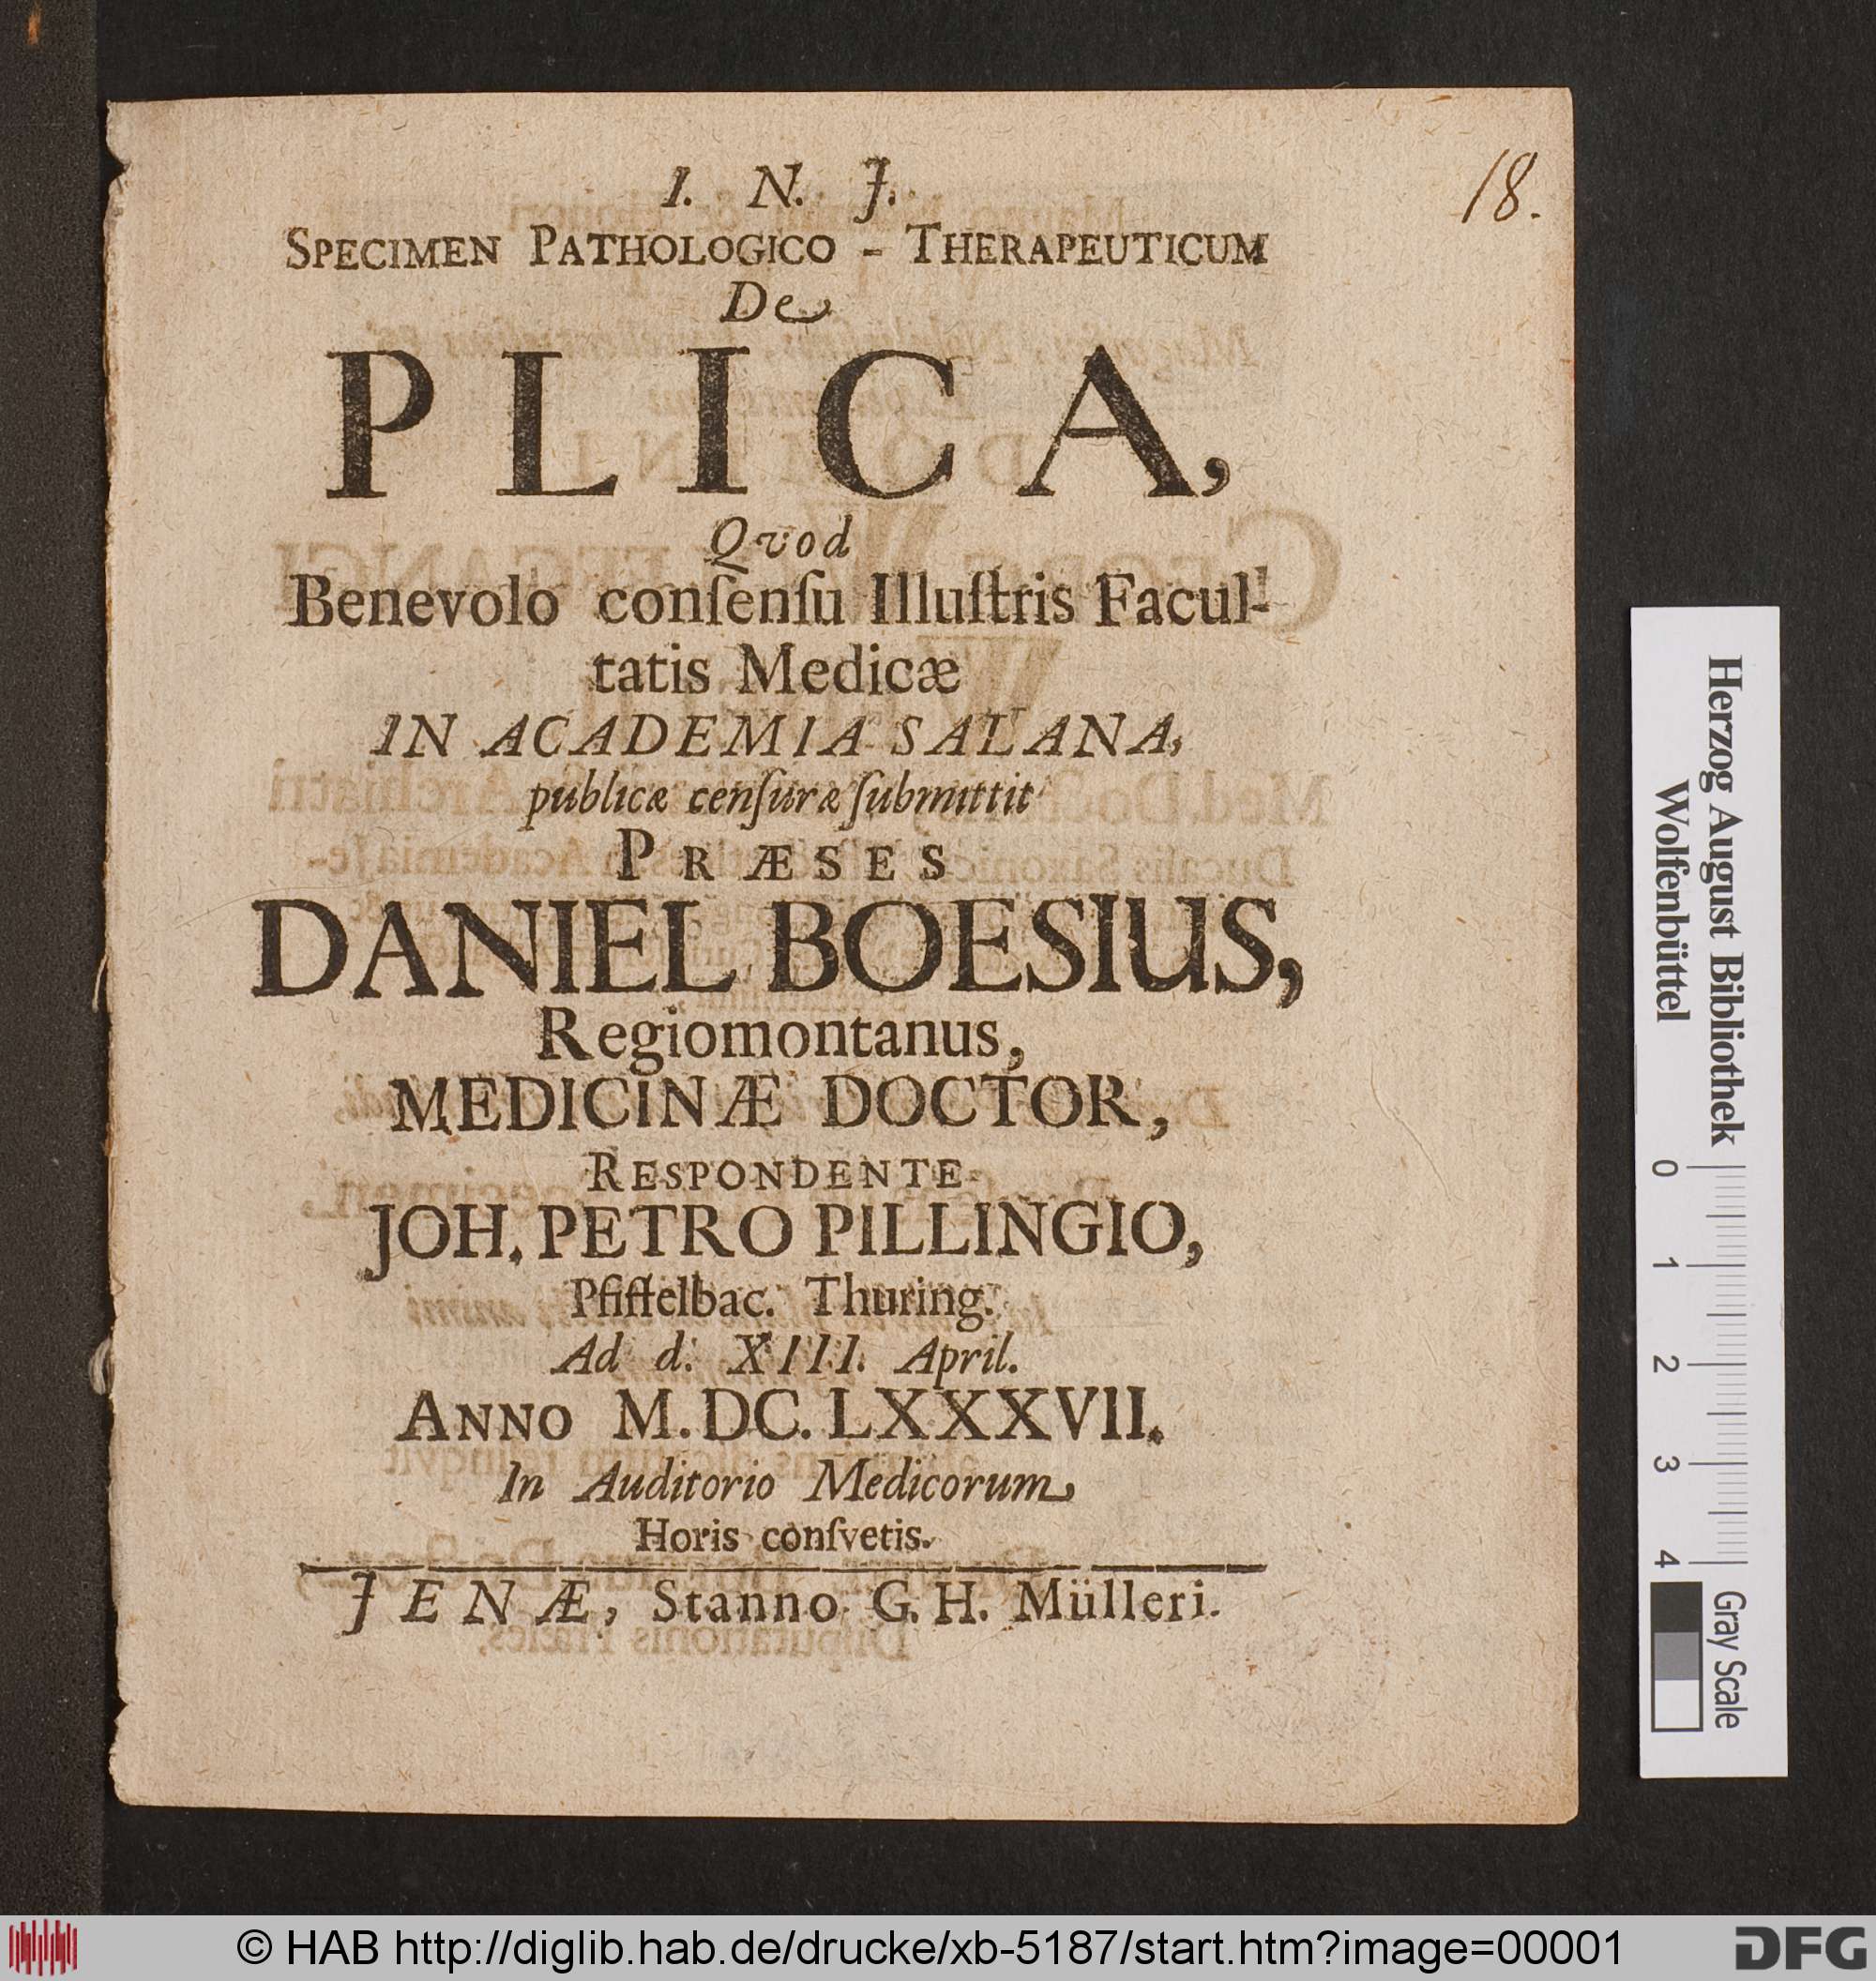 18.
I. N. J.
SPECIMEN PATHOLOGICO - THERAPEUTICUM
De
PLICA,
Qvod
Benevolo conſenſu Illuſtris Facul-
tatis Medicæ
IN ACADEMIA SALANA,
publicæ cenſuræ ſubmittit
PRÆSES
DANIEL BOESIUS,
Regiomontanus,
MEDICINÆ DOCTOR,
RESPONDENTE
JOH. PETRO PILLINGIO,
Pfiffelbac. Thuring.
Ad d. XIII. April.
ANNO M. DC. LXXXVII.
In Auditorio Medicorum
Horis conſvetis.
JENÆ, Stanno G. H. Mülleri.
Herzog August Bibliothek
Wolfenbüttel
0 1 2 3 4
Gray Scale
© HAB http://diglib.hab.de/drucke/xb-5187/start.htm?image=00001
DFG